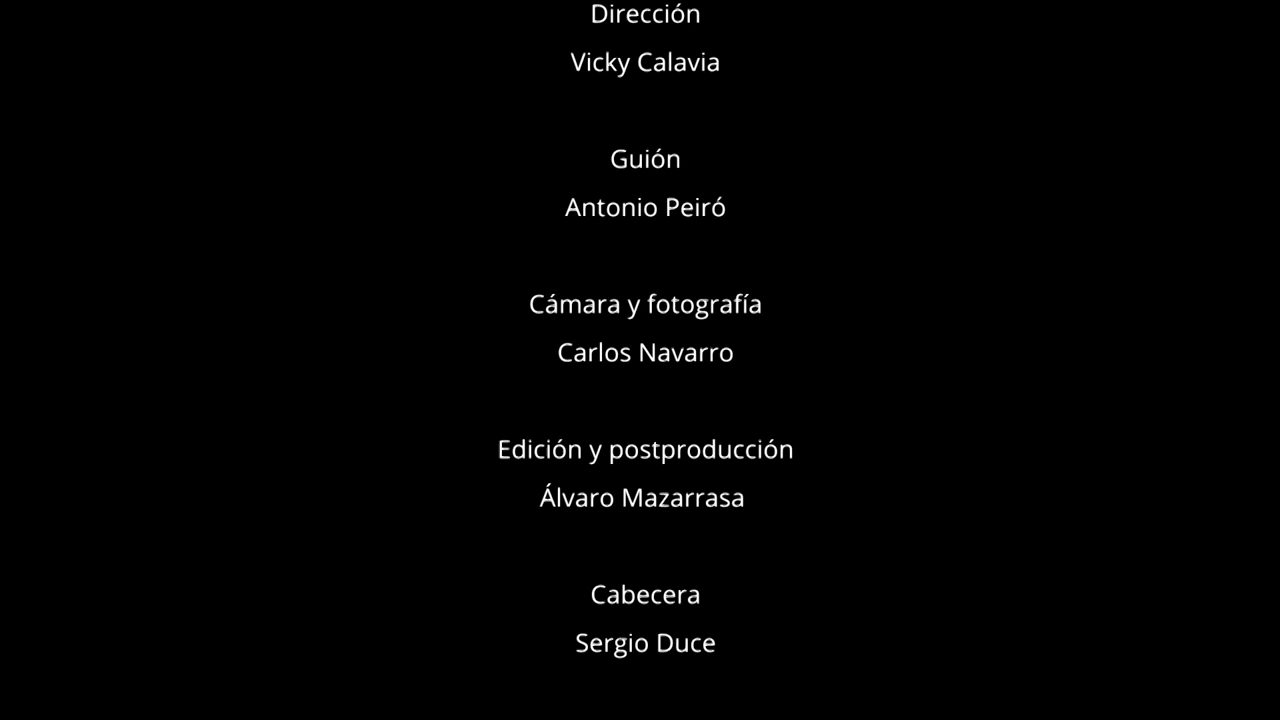 Dirección
Vicky Calavia
Guión
Antonio Peiró
Cámara y fotografía
Carlos Navarro
Edición y postproducción
Álvaro Mazarrasa
Cabecera
Sergio Duce